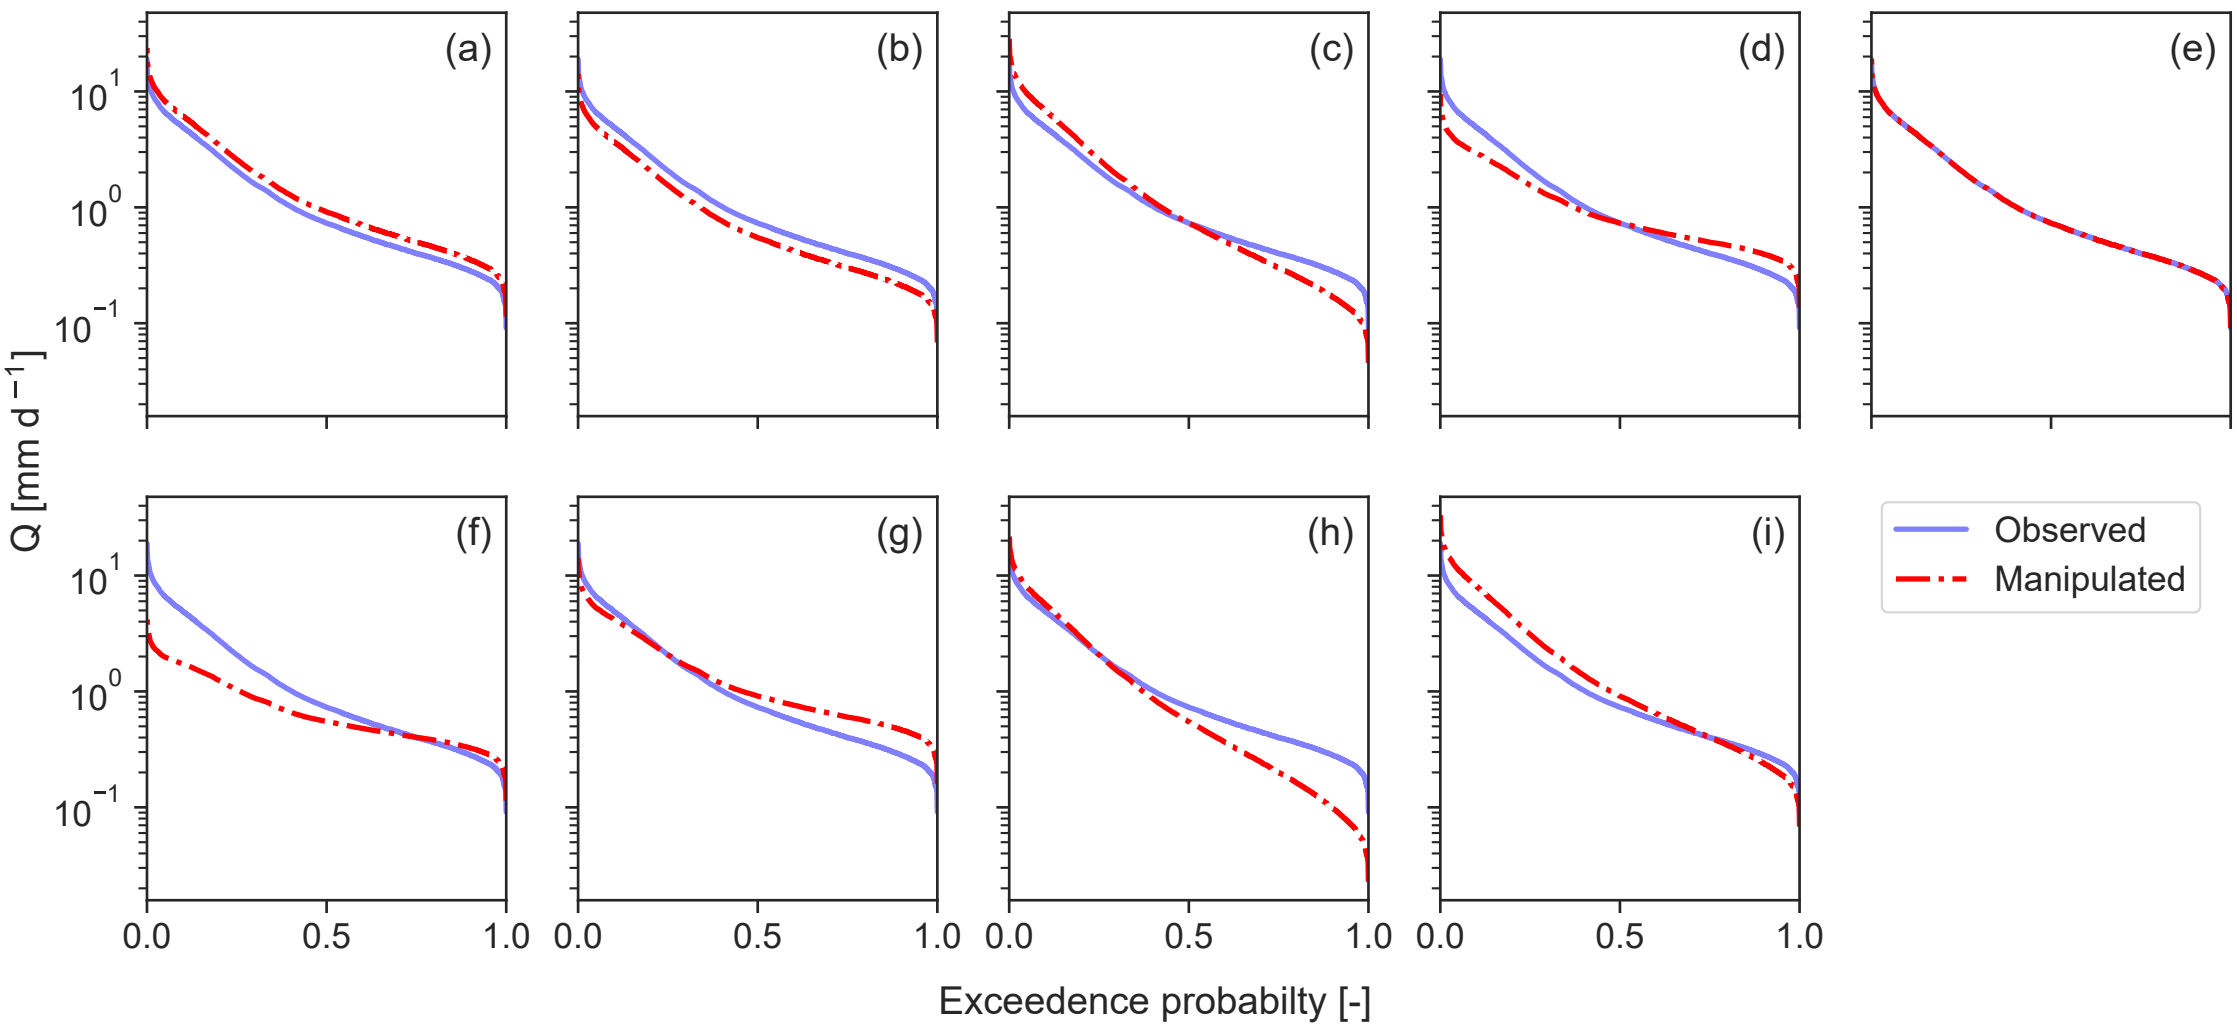 (a) (b) (c) (d) (e)
10^1
10^0
10^−1
Q [mm d^−1]
(f) (g) (h) (i)
Observed
Manipulated
10^1
10^0
10^−1
0.0 0.5 1.0 0.0 0.5 1.0 0.0 0.5 1.0 0.0 0.5 1.0
Exceedence probabilty [-]